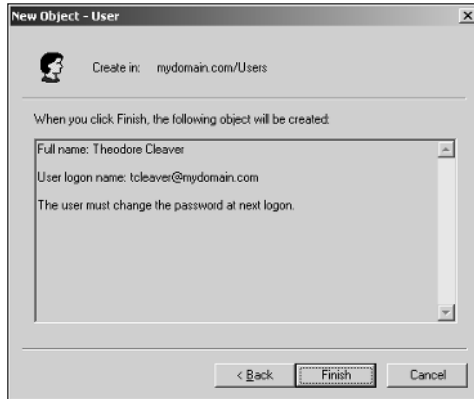 New Object - User
Create in: mydomain.com/Users
When you click Finish, the following object will be created:
Full name: Theodore Cleaver
User logon name: tcleaver@mydomain.com
The user must change the password at next logon.
< Back Finish Cancel